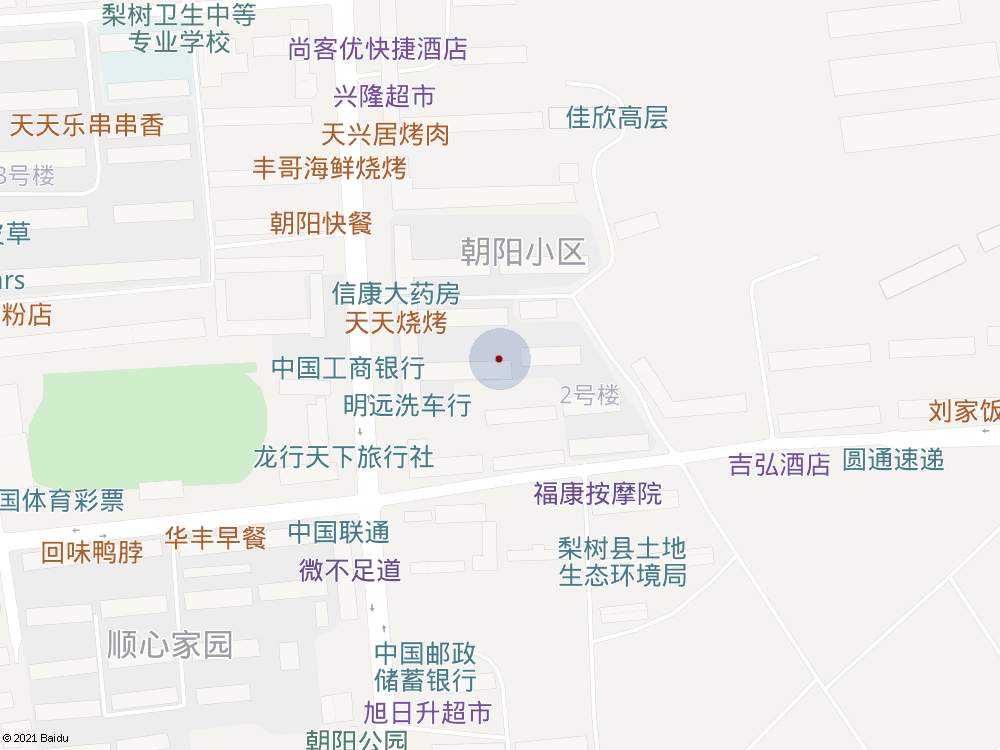 梨树卫生中等
专业学校
尚客优快捷酒店
兴隆超市
佳欣高层
天天乐串串香
天兴居烤肉
丰哥海鲜烧烤
3号楼
朝阳快餐
草
朝阳小区
rs
信康大药房
粉店
天天烧烤
中国工商银行
2号楼
明远洗车行
刘家饭
龙行天下旅行社
吉弘酒店
圆通速递
国体育彩票
福康按摩院
华丰早餐
中国联通
回味鸭脖
梨树县土地
生态环境局
微不足道
顺心家园
中国邮政
储蓄银行
旭日升超市
朝阳公园
© 2021 Baidu